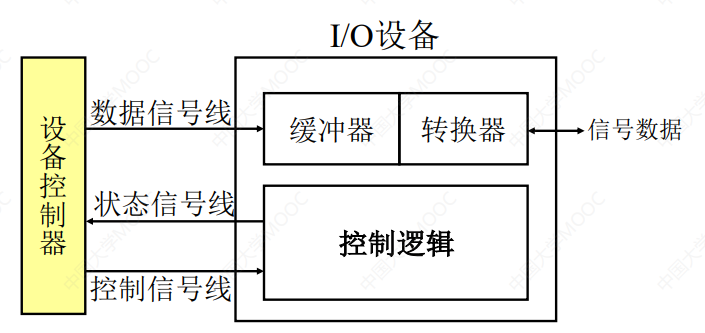 I/O设备
设备控制器
数据信号线
缓冲器
转换器
信号数据
状态信号线
控制逻辑
控制信号线
中国大学MOOC